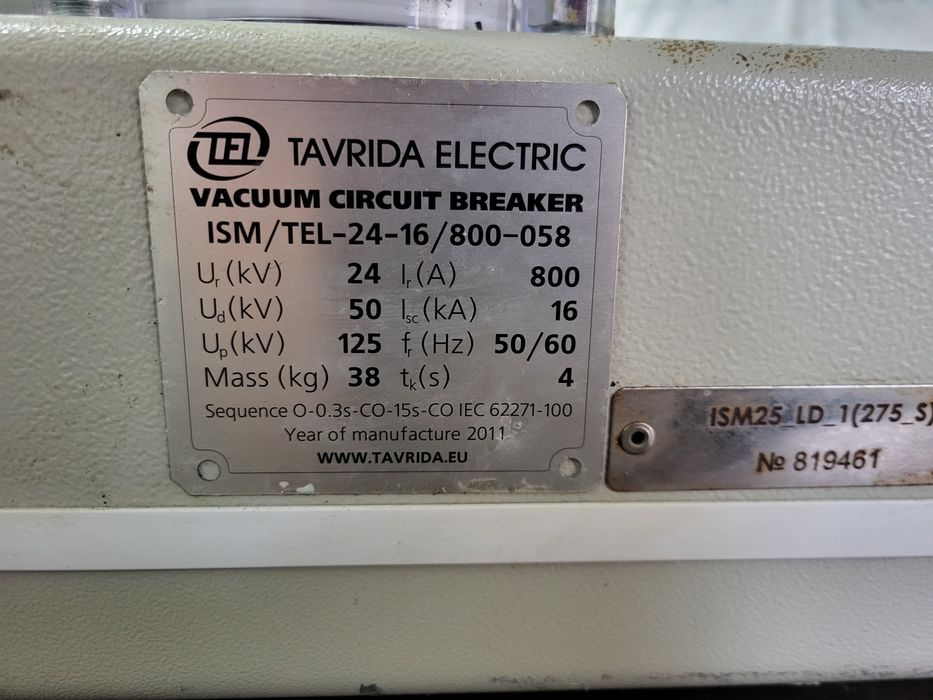 TEL TAVRIDA ELECTRIC
VACUUM CIRCUIT BREAKER
ISM/TEL-24-16/800-058
Ur(kV) 24 Ir(A) 800
Ud(kV) 50 Isc(kA) 16
Up(kV) 125 fr(Hz) 50/60
Mass (kg) 38 tk(s) 4
Sequence O-0.3s-CO-15s-CO IEC 62271-100
Year of manufacture 2011
WWW.TAVRIDA.EU
ISM25_LD_1(275_S)
№ 819461